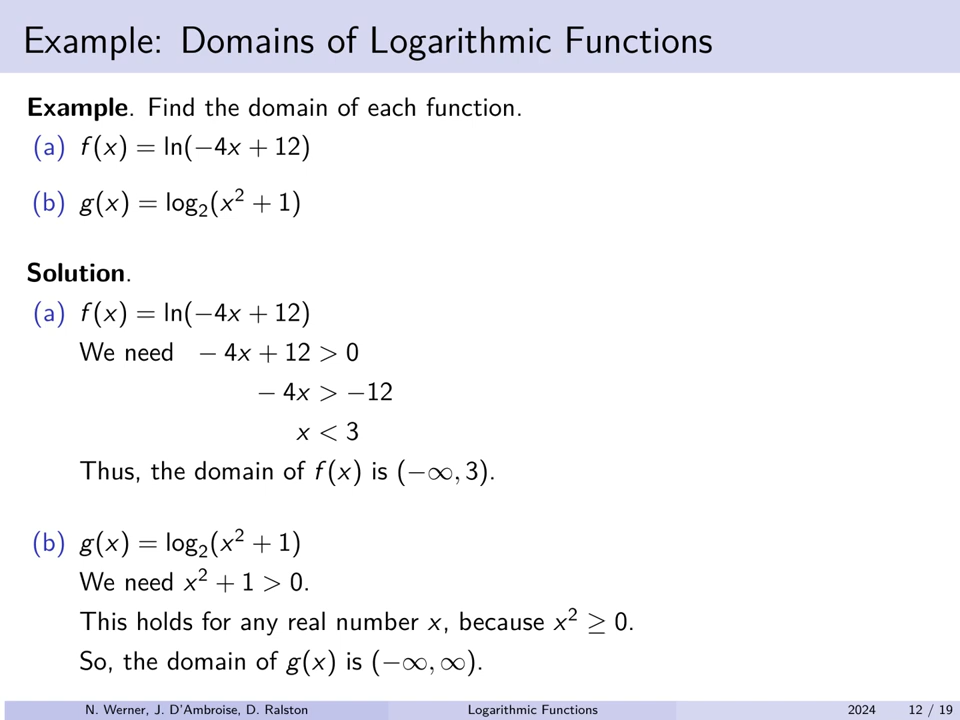 Example: Domains of Logarithmic Functions
Example. Find the domain of each function.
(a) f(x) = ln(−4x + 12)
(b) g(x) = log₂(x² + 1)
Solution.
(a) f(x) = ln(−4x + 12)
We need − 4x + 12 > 0
− 4x > −12
x < 3
Thus, the domain of f(x) is (−∞, 3).
(b) g(x) = log₂(x² + 1)
We need x² + 1 > 0.
This holds for any real number x, because x² ≥ 0.
So, the domain of g(x) is (−∞, ∞).
N. Werner, J. D'Ambroise, D. Ralston Logarithmic Functions 2024 12 / 19